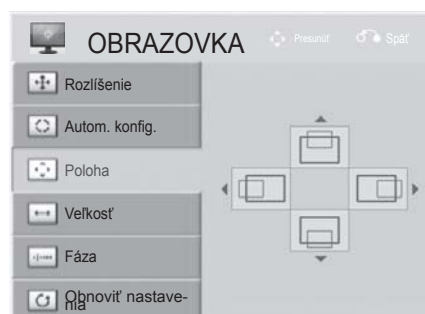 OBRAZOVKA
Presunúť
Späť
Rozlíšenie
Autom. konfig.
Poloha
Veľkosť
Fáza
Obnoviť nastave-
nia